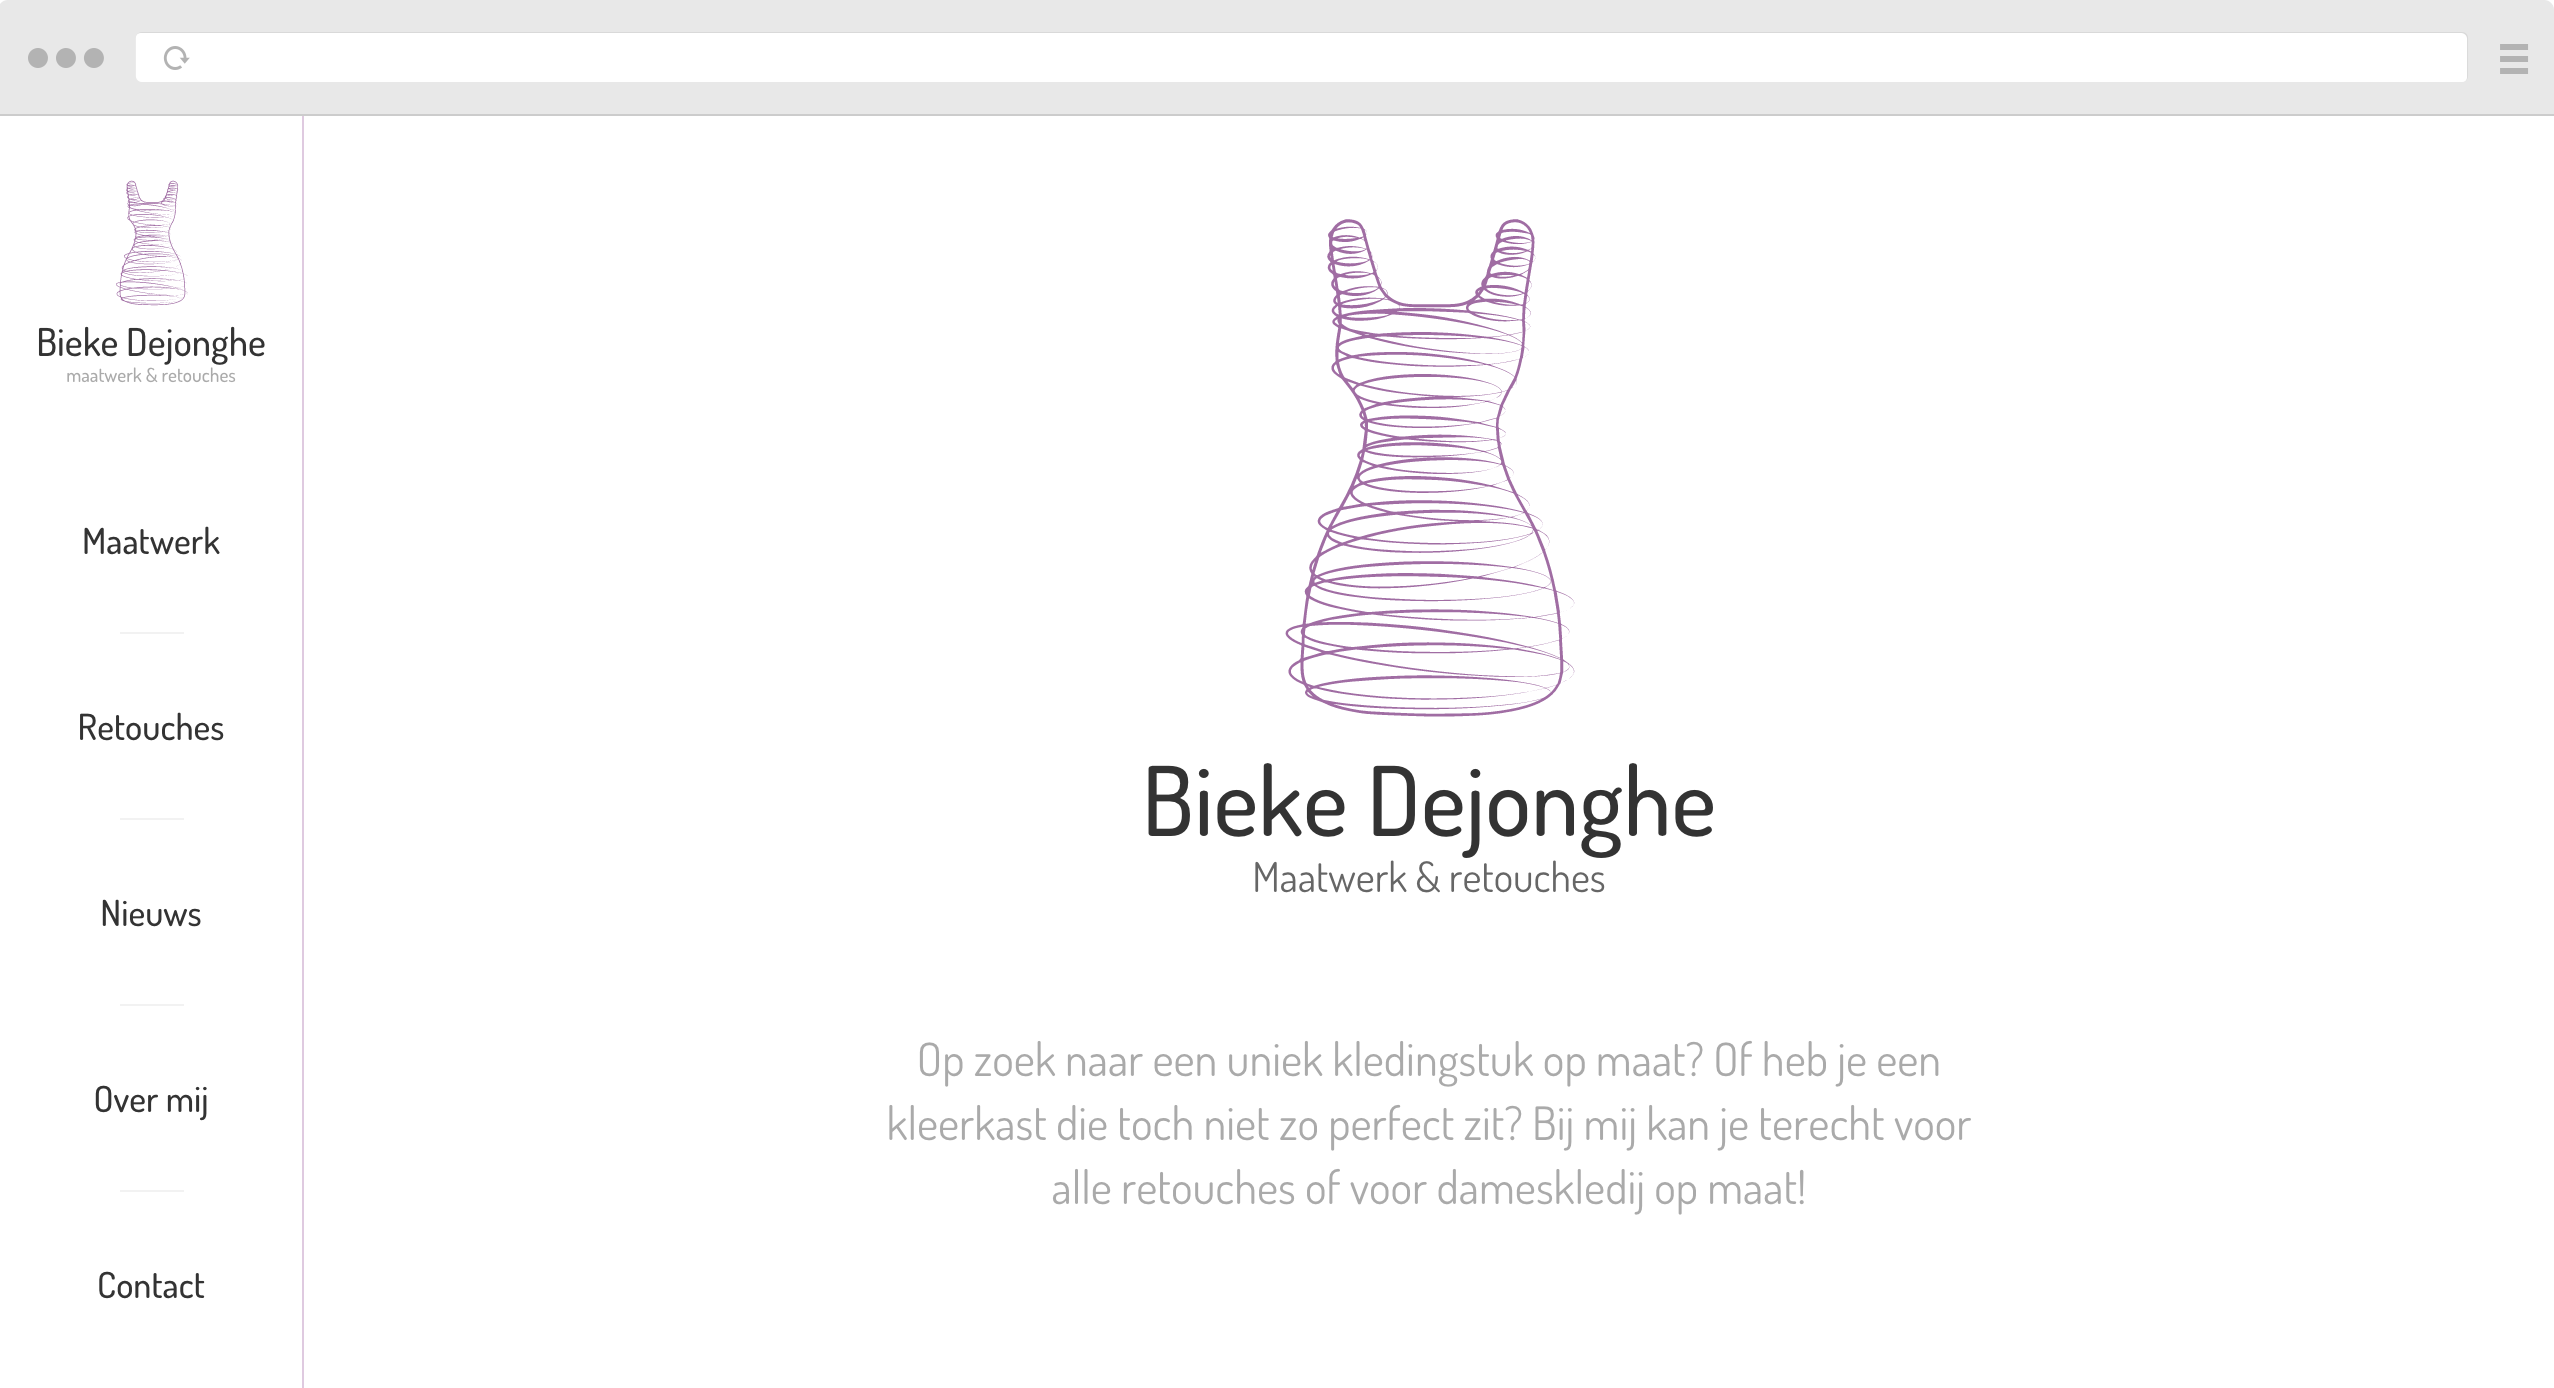 Bieke Dejonghe
maatwerk & retouches
Maatwerk
Retouches
Nieuws
Over mij
Contact
Bieke Dejonghe
Maatwerk & retouches
Op zoek naar een uniek kledingstuk op maat? Of heb je een
kleerkast die toch niet zo perfect zit? Bij mij kan je terecht voor
alle retouches of voor dameskledij op maat!